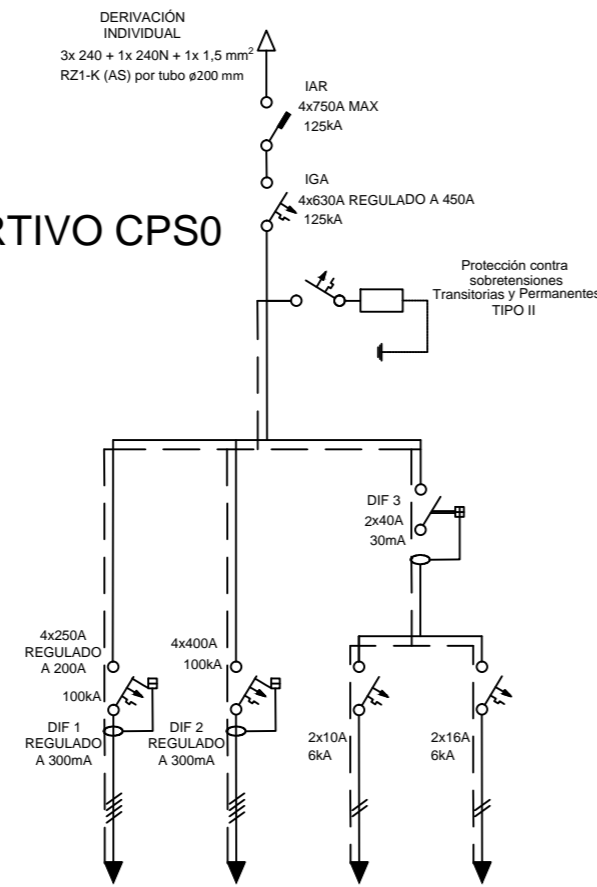 DERIVACIÓN
INDIVIDUAL
3x 240 + 1x 240N + 1x 1,5 mm²
RZ1-K (AS) por tubo ø200 mm
IAR
4x750A MAX
125kA
IGA
4x630A REGULADO A 450A
125kA
RTIVO CPS0
Protección contra
sobretensiones
Transitorias y Permanentes
TIPO II
DIF 3
2x40A
30mA
4x250A
REGULADO
A 200A
100kA
DIF 1
REGULADO
A 300mA
4x400A
100kA
DIF 2
REGULADO
A 300mA
2x10A
6kA
2x16A
6kA